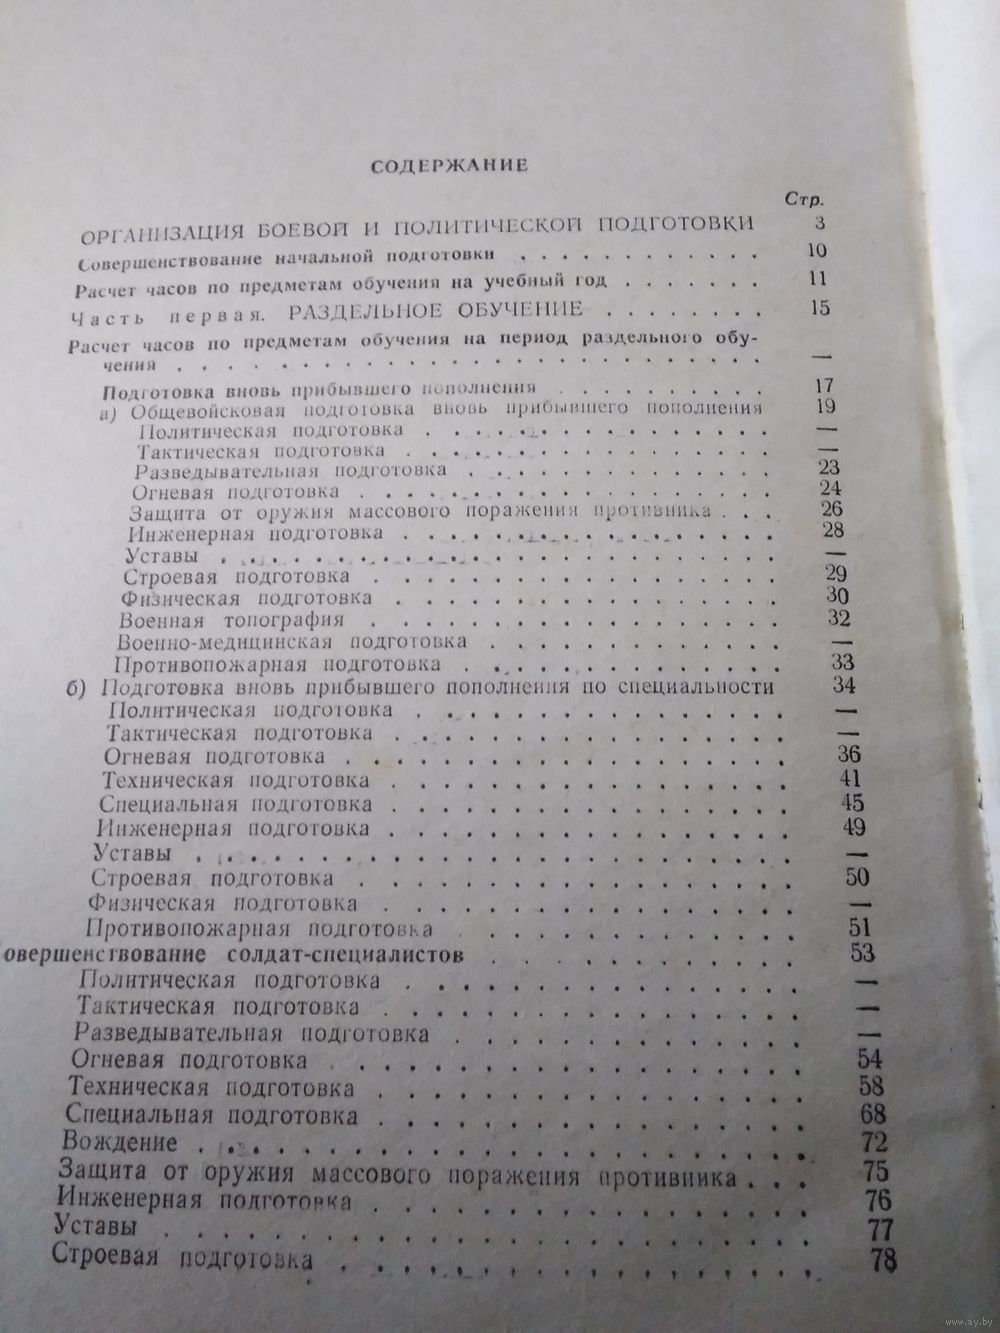 СОДЕРЖАНИЕ
Стр.
ОРГАНИЗАЦИЯ БОЕВОЙ И ПОЛИТИЧЕСКОЙ ПОДГОТОВКИ 3
Совершенствование начальной подготовки . . . . . . . . . . . . 10
Расчет часов по предметам обучения на учебный год . . . . . . . 11
Часть первая. РАЗДЕЛЬНОЕ ОБУЧЕНИЕ . . . . . . . . 15
Расчет часов по предметам обучения на период раздельного обу-
чения . . . . . . . . . . . . . . . . . . . . . . . . —
Подготовка вновь прибывшего пополнения . . . . . . . . . 17
а) Общевойсковая подготовка вновь прибывшего пополнения 19
Политическая подготовка . . . . . . . . . . . . . . . —
Тактическая подготовка . . . . . . . . . . . . . . . . —
Разведывательная подготовка . . . . . . . . . . . . . 23
Огневая подготовка . . . . . . . . . . . . . . . . . . 24
Защита от оружия массового поражения противника . . . 26
Инженерная подготовка . . . . . . . . . . . . . . . . 28
Уставы . . . . . . . . . . . . . . . . . . . . . . . . —
Строевая подготовка . . . . . . . . . . . . . . . . . 29
Физическая подготовка . . . . . . . . . . . . . . . . 30
Военная топография . . . . . . . . . . . . . . . . . . 32
Военно-медицинская подготовка . . . . . . . . . . . . —
Противопожарная подготовка . . . . . . . . . . . . . . 33
б) Подготовка вновь прибывшего пополнения по специальности 34
Политическая подготовка . . . . . . . . . . . . . . . —
Тактическая подготовка . . . . . . . . . . . . . . . . —
Огневая подготовка . . . . . . . . . . . . . . . . . . 36
Техническая подготовка . . . . . . . . . . . . . . . . 41
Специальная подготовка . . . . . . . . . . . . . . . . 45
Инженерная подготовка . . . . . . . . . . . . . . . . 49
Уставы . . . . . . . . . . . . . . . . . . . . . . . . —
Строевая подготовка . . . . . . . . . . . . . . . . . 50
Физическая подготовка . . . . . . . . . . . . . . . . —
Противопожарная подготовка . . . . . . . . . . . . . . 51
овершенствование солдат-специалистов . . . . . . . . . . . 53
Политическая подготовка . . . . . . . . . . . . . . . —
Тактическая подготовка . . . . . . . . . . . . . . . . —
Разведывательная подготовка . . . . . . . . . . . . . —
Огневая подготовка . . . . . . . . . . . . . . . . . . 54
Техническая подготовка . . . . . . . . . . . . . . . . 58
Специальная подготовка . . . . . . . . . . . . . . . . 68
Вождение . . . . . . . . . . . . . . . . . . . . . . . 72
Защита от оружия массового поражения противника . . . 75
Инженерная подготовка . . . . . . . . . . . . . . . . 76
Уставы . . . . . . . . . . . . . . . . . . . . . . . . 77
Строевая подготовка . . . . . . . . . . . . . . . . . 78
www.ay.by